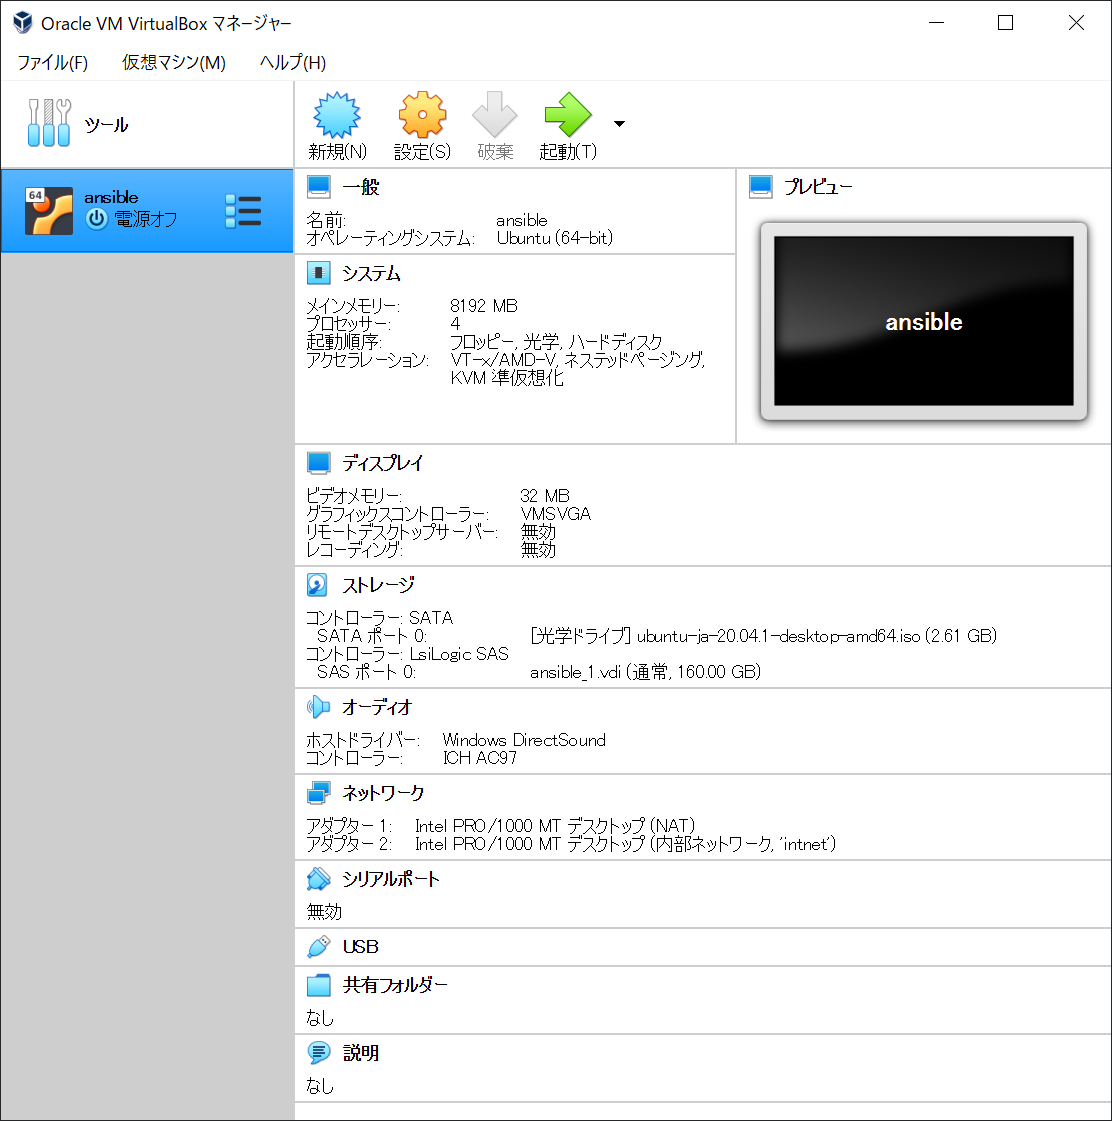 Oracle VM VirtualBox マネージャー
ファイル(F) 仮想マシン(M) ヘルプ(H)
ツール
新規(N) 設定(S) 破棄 起動(T)
64
ansible
電源オフ
一般
名前: ansible
オペレーティングシステム: Ubuntu (64-bit)
プレビュー
ansible
システム
メインメモリー: 8192 MB
プロセッサー: 4
起動順序: フロッピー, 光学, ハードディスク
アクセラレーション: VT-x/AMD-V, ネステッドページング,
KVM 準仮想化
ディスプレイ
ビデオメモリー: 32 MB
グラフィックスコントローラー: VMSVGA
リモートデスクトップサーバー: 無効
レコーディング: 無効
ストレージ
コントローラー: SATA
SATA ポート 0: [光学ドライブ] ubuntu-ja-20.04.1-desktop-amd64.iso (2.61 GB)
コントローラー: LsiLogic SAS
SAS ポート 0: ansible_1.vdi (通常, 160.00 GB)
オーディオ
ホストドライバー: Windows DirectSound
コントローラー: ICH AC97
ネットワーク
アダプター 1: Intel PRO/1000 MT デスクトップ (NAT)
アダプター 2: Intel PRO/1000 MT デスクトップ (内部ネットワーク, 'intnet')
シリアルポート
無効
USB
共有フォルダー
なし
説明
なし